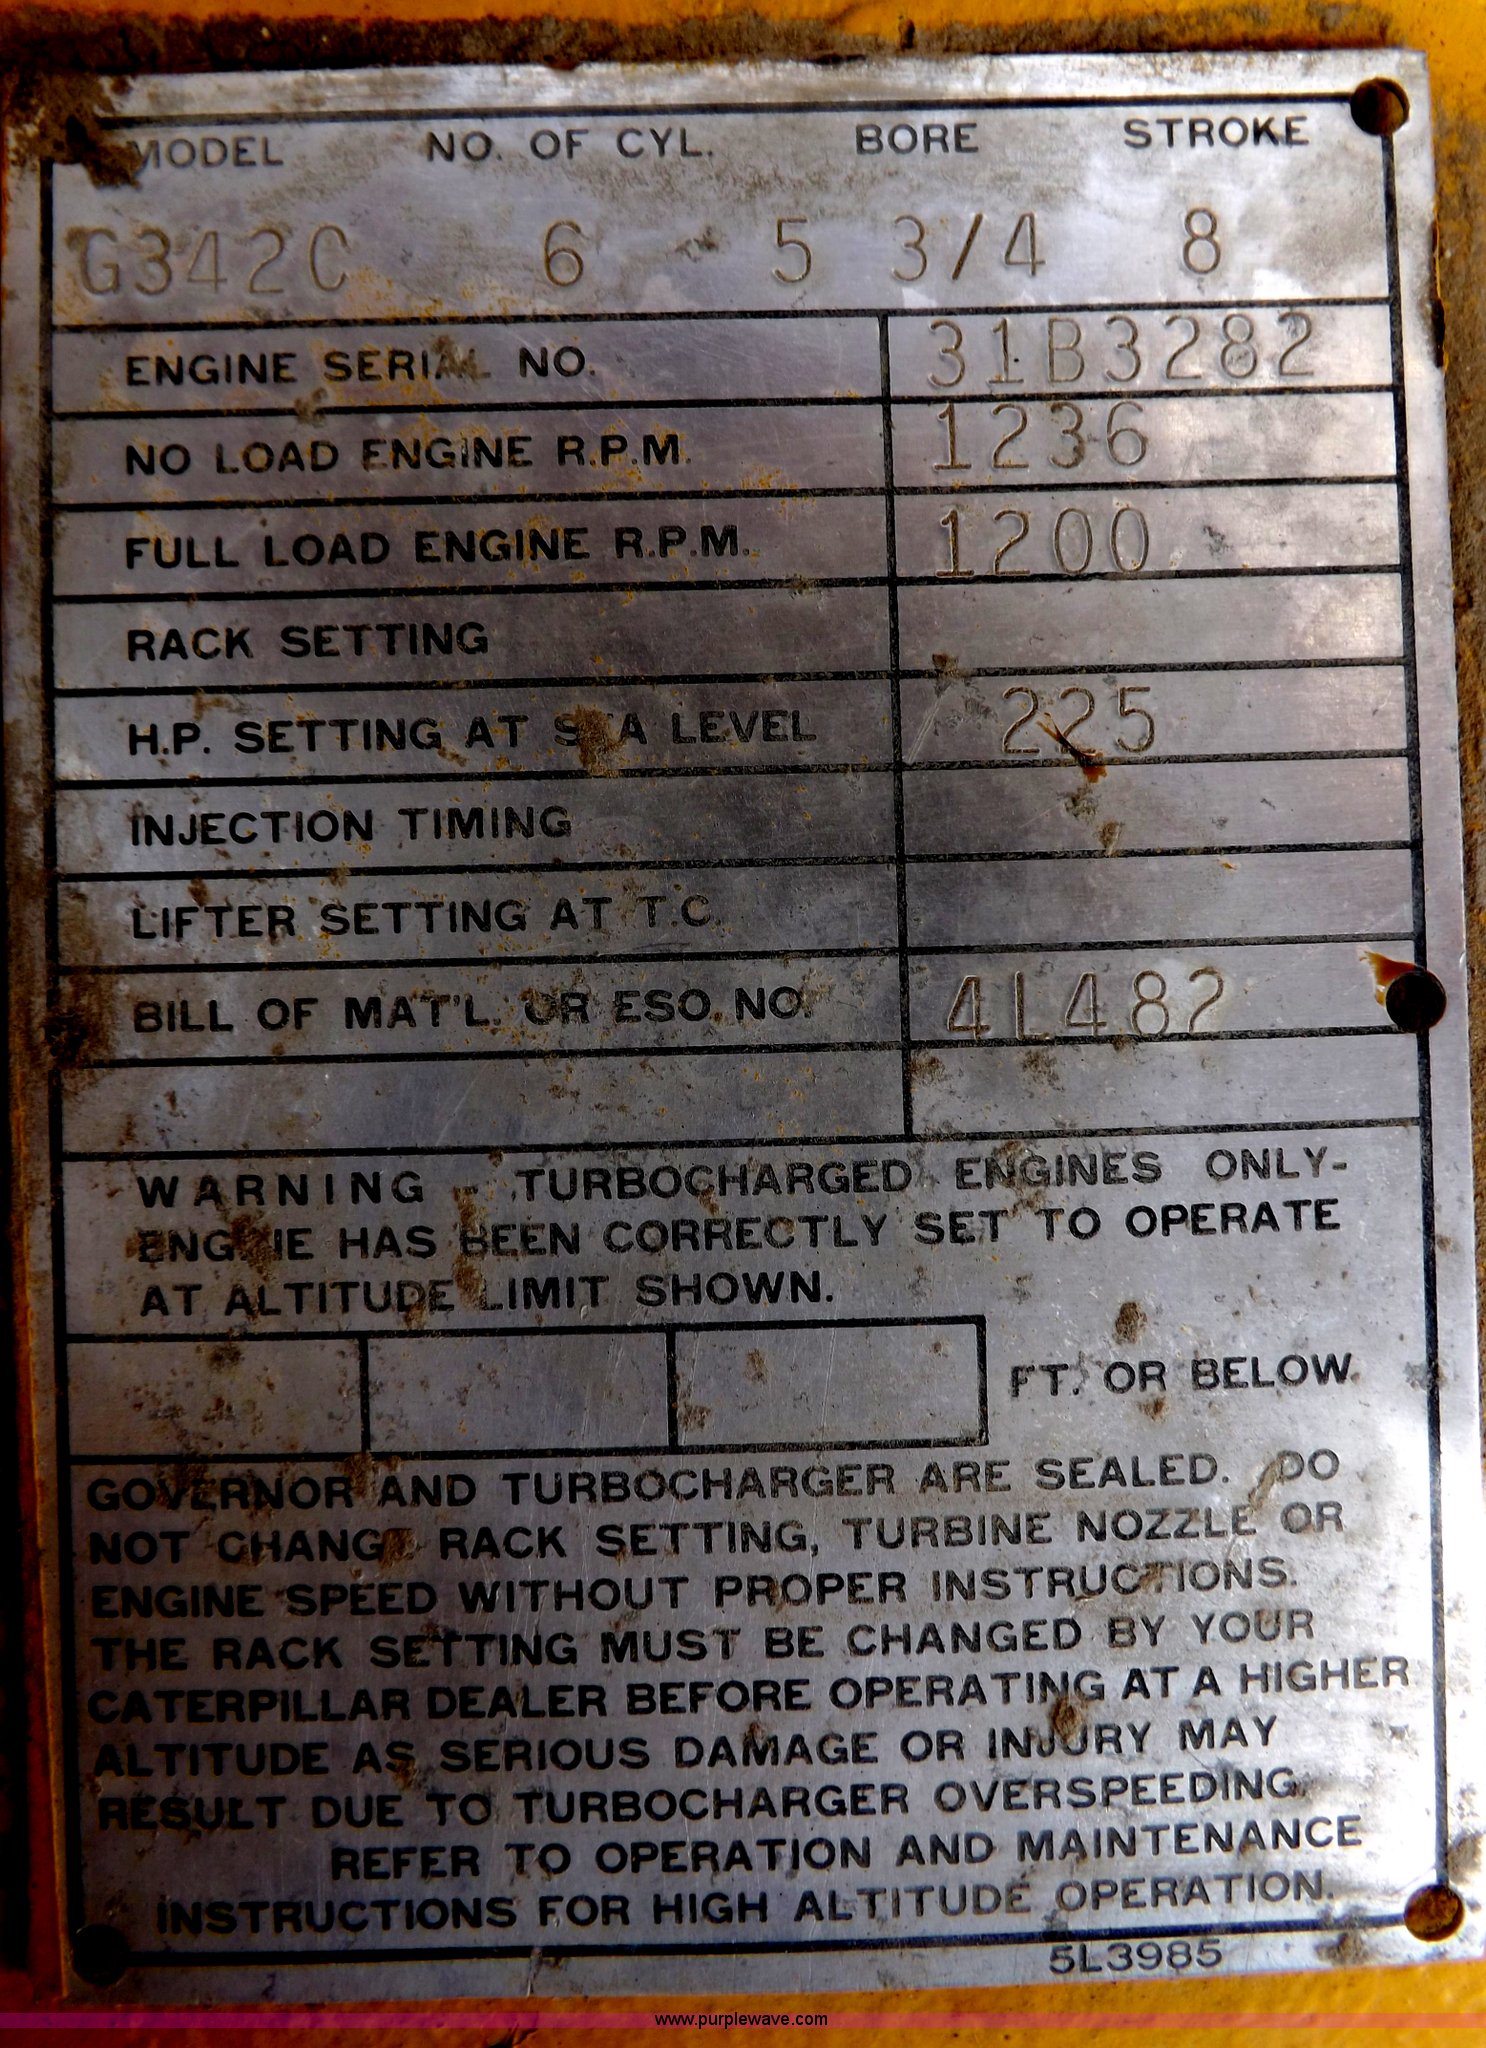 MODEL NO. OF CYL. BORE STROKE
G342C 6 5 3/4 8
ENGINE SERIAL NO. 31B3282
NO LOAD ENGINE R.P.M. 1236
FULL LOAD ENGINE R.P.M. 1200
RACK SETTING
H.P. SETTING AT SEA LEVEL 225
INJECTION TIMING
LIFTER SETTING AT T.C.
BILL OF MAT'L. OR ESO. NO. 4L482
WARNING - TURBOCHARGED ENGINES ONLY-
ENGINE HAS BEEN CORRECTLY SET TO OPERATE
AT ALTITUDE LIMIT SHOWN.
FT. OR BELOW.
GOVERNOR AND TURBOCHARGER ARE SEALED. DO
NOT CHANGE RACK SETTING, TURBINE NOZZLE OR
ENGINE SPEED WITHOUT PROPER INSTRUCTIONS.
THE RACK SETTING MUST BE CHANGED BY YOUR
CATERPILLAR DEALER BEFORE OPERATING AT A HIGHER
ALTITUDE AS SERIOUS DAMAGE OR INJURY MAY
RESULT DUE TO TURBOCHARGER OVERSPEEDING.
REFER TO OPERATION AND MAINTENANCE
INSTRUCTIONS FOR HIGH ALTITUDE OPERATION.
5L3985
www.purplewave.com